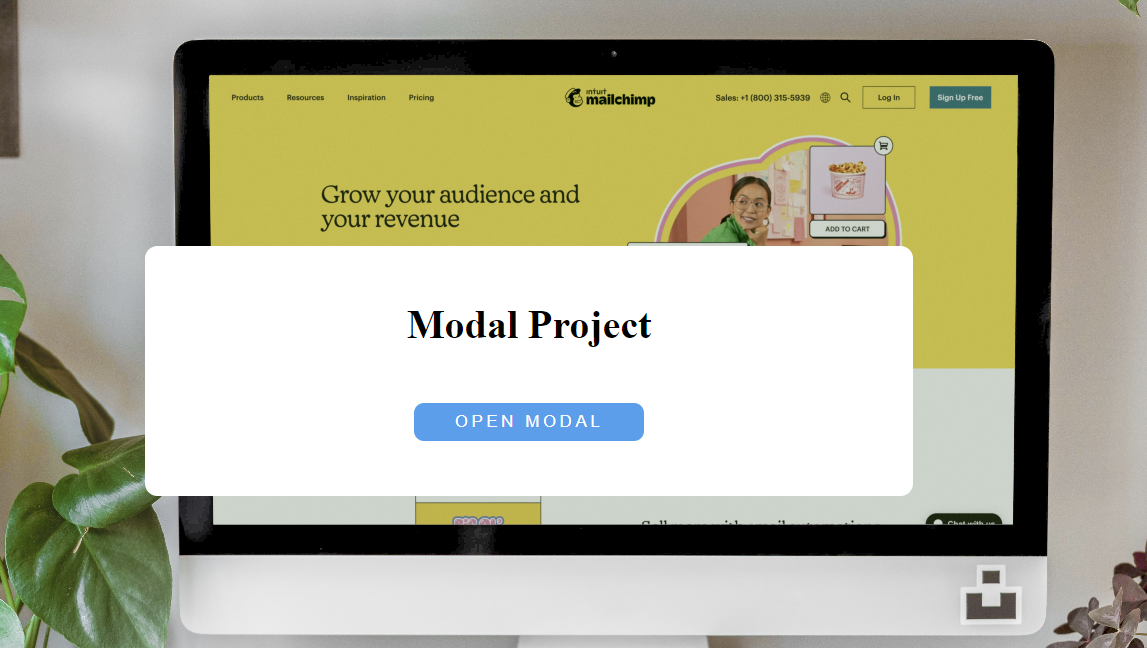 Products Resources Inspiration Pricing
intuit
mailchimp
Sales: +1 (800) 315-5939
Log In
Sign Up Free
Grow your audience and
your revenue
ADD TO CART
Modal Project
OPEN MODAL
Chat with us